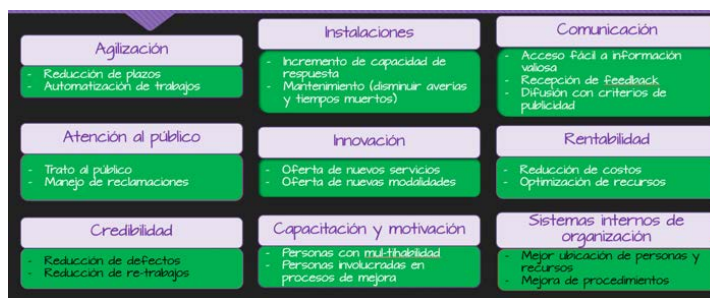 Agilización
- Reducción de plazos
- Automatización de trabajos
Instalaciones
- Incremento de capacidad de
respuesta
- Mantenimiento (disminuir averías
y tiempos muertos)
Comunicación
- Acceso fácil a información
valiosa
- Recepción de feedback
- Difusión con criterios de
publicidad
Atención al público
- Trato al público
- Manejo de reclamaciones
Innovación
- Oferta de nuevos servicios
- Oferta de nuevas modalidades
Rentabilidad
- Reducción de costos
- Optimización de recursos
Credibilidad
- Reducción de defectos
- Reducción de re-trabajos
Capacitación y motivación
- Personas con mul-tihabilidad
- Personas involucradas en
procesos de mejora
Sistemas internos de
organización
- Mejor ubicación de personas y
recursos
- Mejora de procedimientos